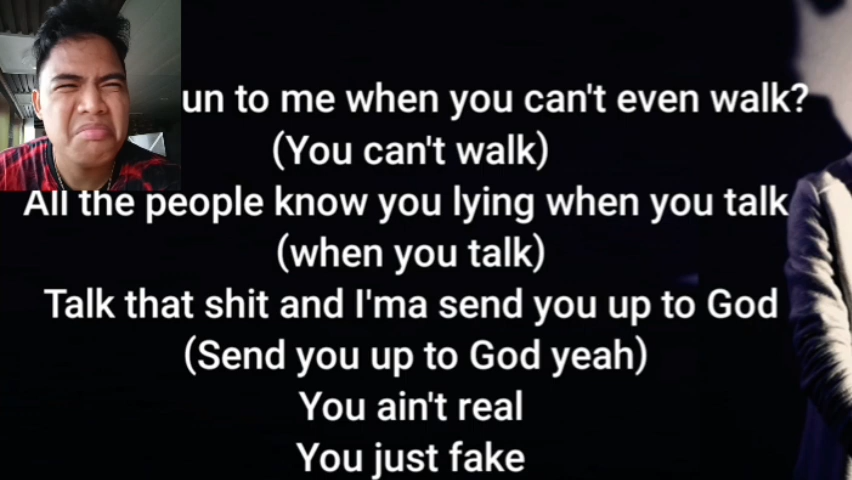 un to me when you can't even walk?
(You can't walk)
All the people know you lying when you talk
(when you talk)
Talk that shit and I'ma send you up to God
(Send you up to God yeah)
You ain't real
You just fake